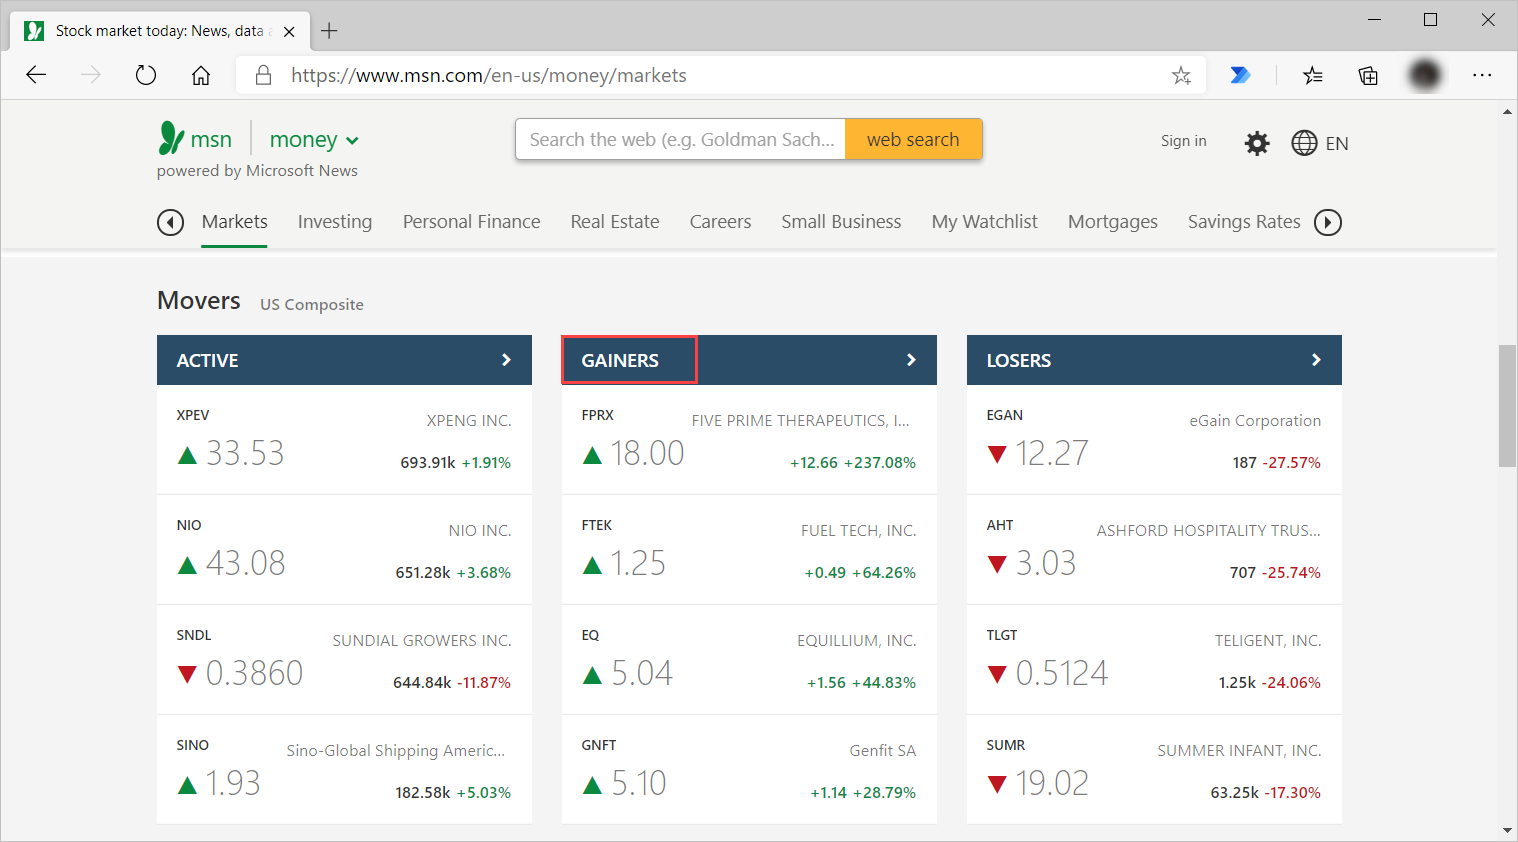 Stock market today: News, data
https://www.msn.com/en-us/money/markets
msn money
powered by Microsoft News
Search the web (e.g. Goldman Sach... web search
Sign in EN
Markets Investing Personal Finance Real Estate Careers Small Business My Watchlist Mortgages Savings Rates
Movers US Composite
ACTIVE
XPEV XPENG INC.
33.53 693.91k +1.91%
NIO NIO INC.
43.08 651.28k +3.68%
SNDL SUNDIAL GROWERS INC.
0.3860 644.84k -11.87%
SINO Sino-Global Shipping Americ...
1.93 182.58k +5.03%
GAINERS
FPRX FIVE PRIME THERAPEUTICS, I...
18.00 +12.66 +237.08%
FTEK FUEL TECH, INC.
1.25 +0.49 +64.26%
EQ EQUILLIUM, INC.
5.04 +1.56 +44.83%
GNFT Genfit SA
5.10 +1.14 +28.79%
LOSERS
EGAN eGain Corporation
12.27 187 -27.57%
AHT ASHFORD HOSPITALITY TRUS...
3.03 707 -25.74%
TLGT TELIGENT, INC.
0.5124 1.25k -24.06%
SUMR SUMMER INFANT, INC.
19.02 63.25k -17.30%